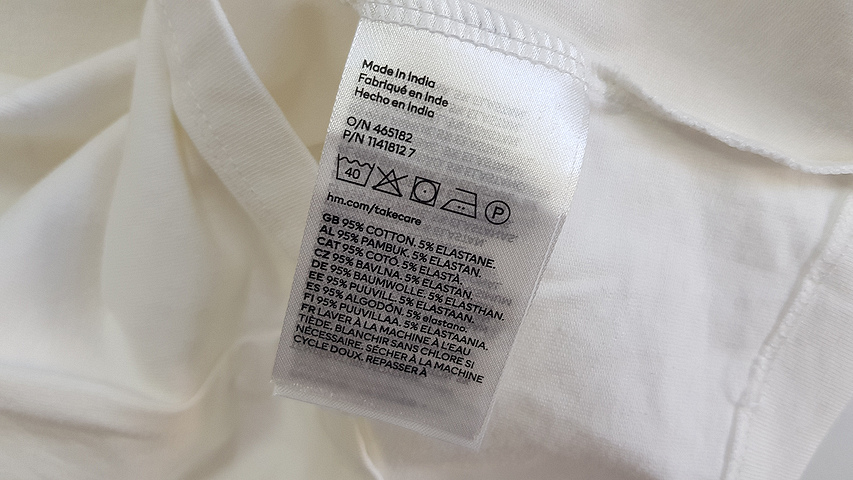 Made in India
Fabriqué en Inde
Hecho en India
O/N 465182
P/N 1141812 7
40 P
hm.com/takecare
GB 95% COTTON. 5% ELASTANE.
AL 95% PAMBUK. 5% ELASTAN.
CAT 95% COTÓ. 5% ELASTÀ.
CZ 95% BAVLNA. 5% ELASTAN.
DE 95% BAUMWOLLE. 5% ELASTHAN.
EE 95% PUUVILL. 5% ELASTAAN.
ES 95% ALGODÓN. 5% elastano.
FI 95% PUUVILLAA. 5% ELASTAANIA.
FR LAVER À LA MACHINE À L'EAU
TIÈDE. BLANCHIR SANS CHLORE SI
NÉCESSAIRE. SÉCHER À LA MACHINE
CYCLE DOUX. REPASSER À